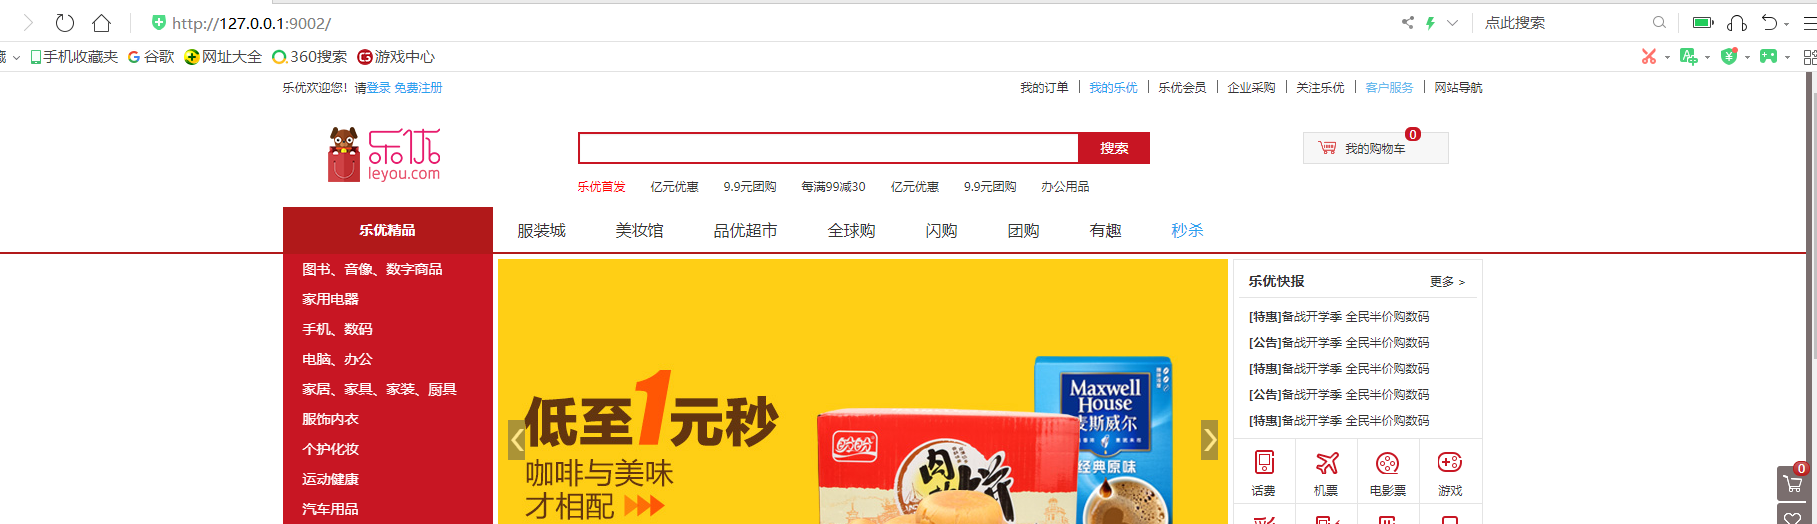 http://127.0.0.1:9002/
点此搜索
藏 手机收藏夹 谷歌 网址大全 360搜索 游戏中心
乐优欢迎您！请登录 免费注册
我的订单 我的乐优 乐优会员 企业采购 关注乐优 客户服务 网站导航
乐优
leyou.com
搜索
0
我的购物车
乐优首发 亿元优惠 9.9元团购 每满99减30 亿元优惠 9.9元团购 办公用品
乐优精品 服装城 美妆馆 品优超市 全球购 闪购 团购 有趣 秒杀
图书、音像、数字商品
家用电器
手机、数码
电脑、办公
家居、家具、家装、厨具
服饰内衣
个护化妆
运动健康
汽车用品
低至1元秒
咖啡与美味
才相配
Maxwell
House
麦斯威尔
经典原味
肉松饼
乐优快报 更多 >
[特惠]备战开学季 全民半价购数码
[公告]备战开学季 全民半价购数码
[特惠]备战开学季 全民半价购数码
[公告]备战开学季 全民半价购数码
[特惠]备战开学季 全民半价购数码
话费 机票 电影票 游戏
0